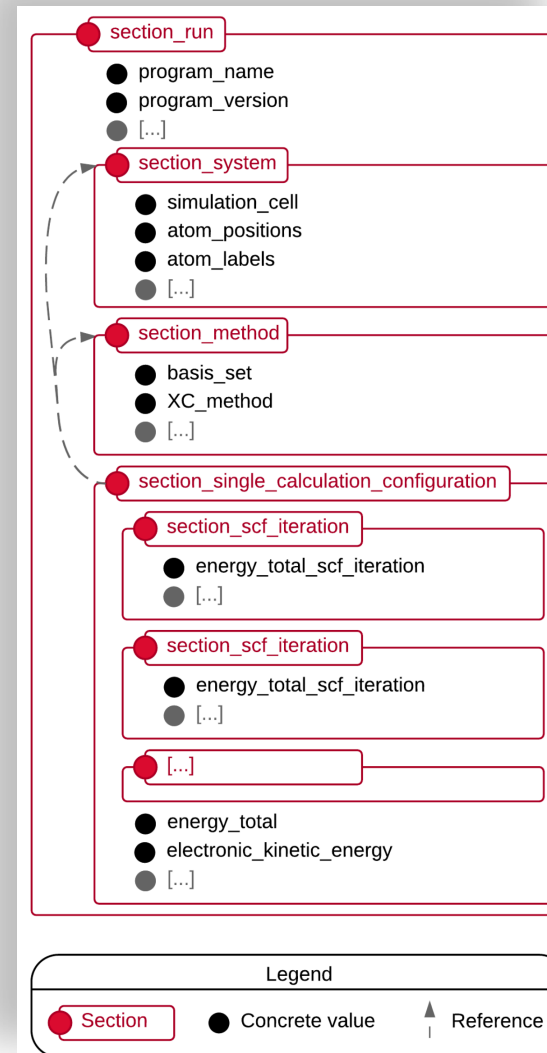 section_run
program_name
program_version
[...]
section_system
simulation_cell
atom_positions
atom_labels
[...]
section_method
basis_set
XC_method
[...]
section_single_calculation_configuration
section_scf_iteration
energy_total_scf_iteration
[...]
section_scf_iteration
energy_total_scf_iteration
[...]
[...]
energy_total
electronic_kinetic_energy
[...]
Legend
Section Concrete value Reference